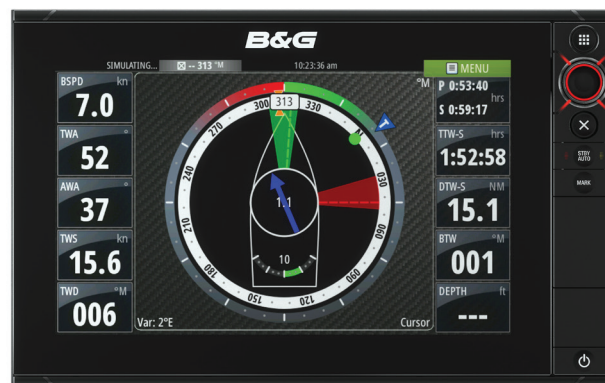 B&G
SIMULATING... -- 313 °M 10:23:36 am MENU
BSPD kn
7.0
TWA °
52
AWA °
37
TWS kn
15.6
TWD °M
006
°M
313
300
330
270
N
240
030
210
060
180
090
150
120
1.1
10
Var: 2°E
Cursor
P 0:53:40
hrs
S 0:59:17
TTW-S hrs
1:52:58
DTW-S NM
15.1
BTW °M
001
DEPTH ft
---
STBY
AUTO
MARK
T